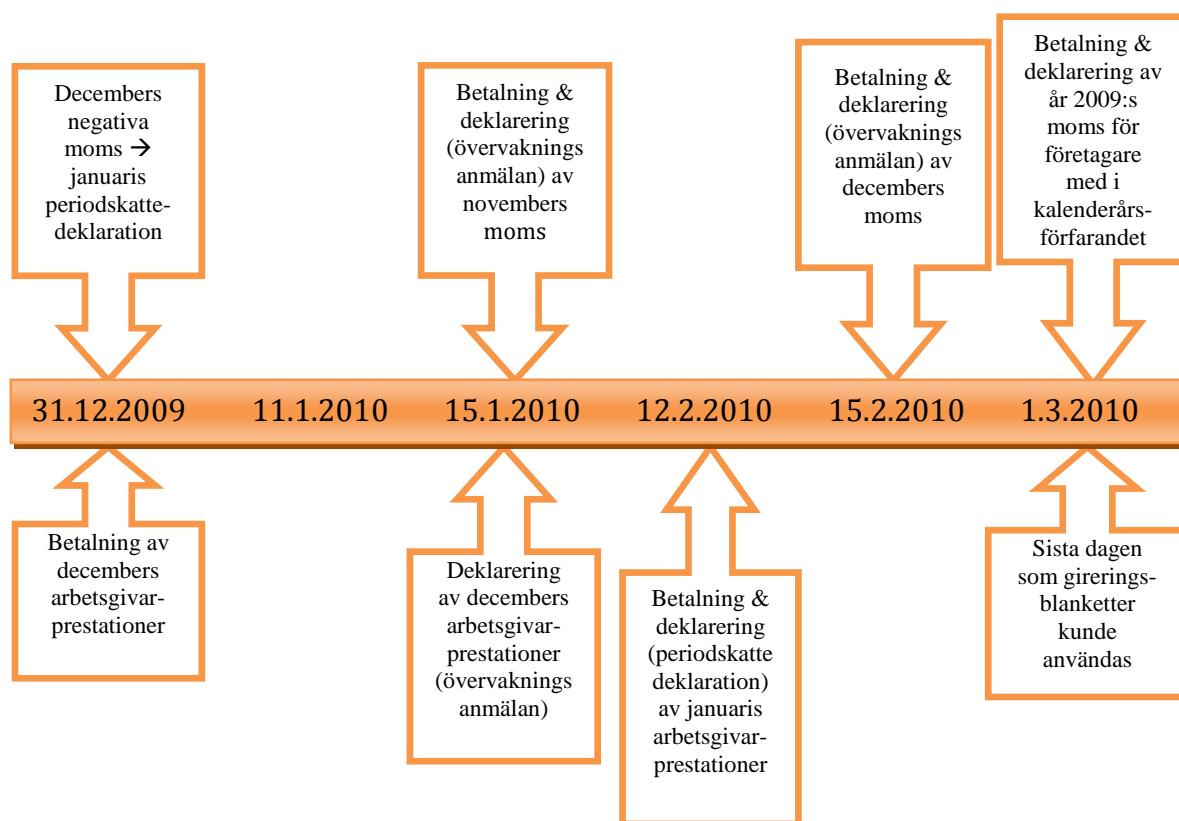 Decembers
negativa
moms →
januaris
periodskatte-
deklaration
Betalning &
deklarering
(övervaknings
anmälan) av
novembers
moms
Betalning &
deklarering
(övervaknings
anmälan) av
decembers
moms
Betalning &
deklarering av
år 2009:s
moms för
företagare
med i
kalenderårs-
förfarandet
31.12.2009 11.1.2010 15.1.2010 12.2.2010 15.2.2010 1.3.2010
Betalning av
decembers
arbetsgivar-
prestationer
Deklarering
av decembers
arbetsgivar-
prestationer
(övervaknings
anmälan)
Betalning &
deklarering
(periodskatte
deklaration)
av januaris
arbetsgivar-
prestationer
Sista dagen
som girerings-
blanketter
kunde
användas